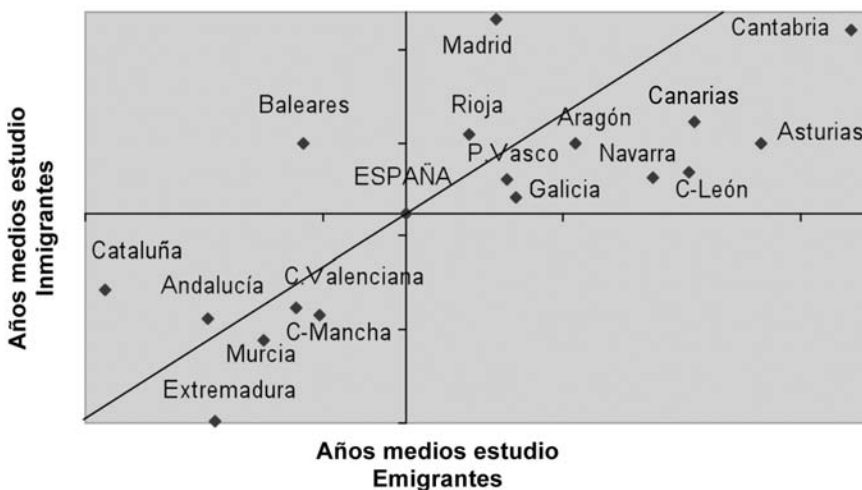 Madrid
Cantabria
Baleares
Rioja
Canarias
Aragón
Asturias
P.Vasco
Navarra
ESPAÑA
Galicia
C-León
Años medios estudio
Inmigrantes
Cataluña
Andalucía
C.Valenciana
C-Mancha
Murcia
Extremadura
Años medios estudio
Emigrantes